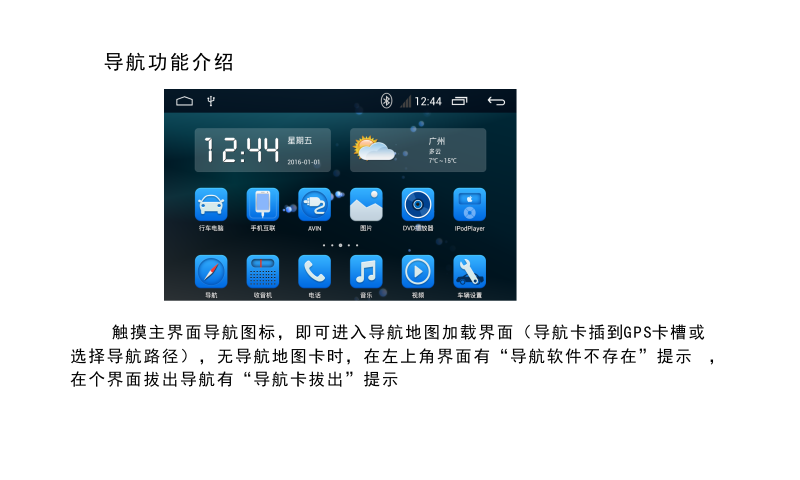 导航功能介绍
12:44
12:44
星期五
2016-01-01
广州
多云
7℃~15℃
行车电脑 手机互联 AVIN 图片 DVD播放器 IPodPlayer
导航 收音机 电话 音乐 视频 车辆设置
触摸主界面导航图标，即可进入导航地图加载界面（导航卡插到GPS卡槽或
选择导航路径），无导航地图卡时，在左上角界面有“导航软件不存在”提示 ，
在个界面拔出导航有“导航卡拔出”提示